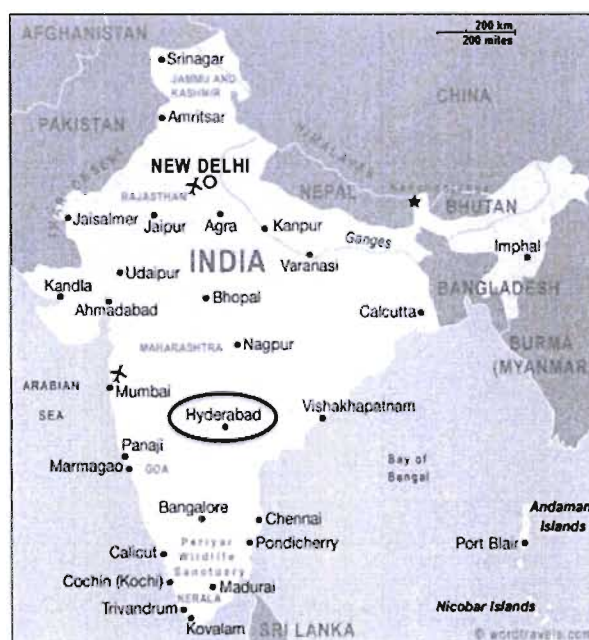 AFGHANISTAN
200 km
200 miles
Srinagar
JAMMU AND
KASHMIR
CHINA
Amritsar
PAKISTAN
HIMALAYAS
NEW DELHI
RAJASTHAN
NEPAL
BHUTAN
Jaisalmer
Jaipur
Agra
Kanpur
Ganges
Imphal
INDIA
Varanasi
Udaipur
Kandla
Ahmadabad
Bhopal
BANGLADESH
Calcutta
MAHARASHTRA
Nagpur
BURMA
(MYANMAR
ARABIAN
SEA
Mumbai
Hyderabad
Vishakhapatnam
Panaji
Marmagao
GOA
Bay of
Bengal
Bangalore
Chennai
Andaman
Islands
Periyar
Wildlife
Sanctuary
Pondicherry
Port Blair
Calicut
Cochin (Kochi)
Madurai
KERALA
Trivandrum
Kovalam
SRI LANKA
Nicobar Islands
© wordtravels.com